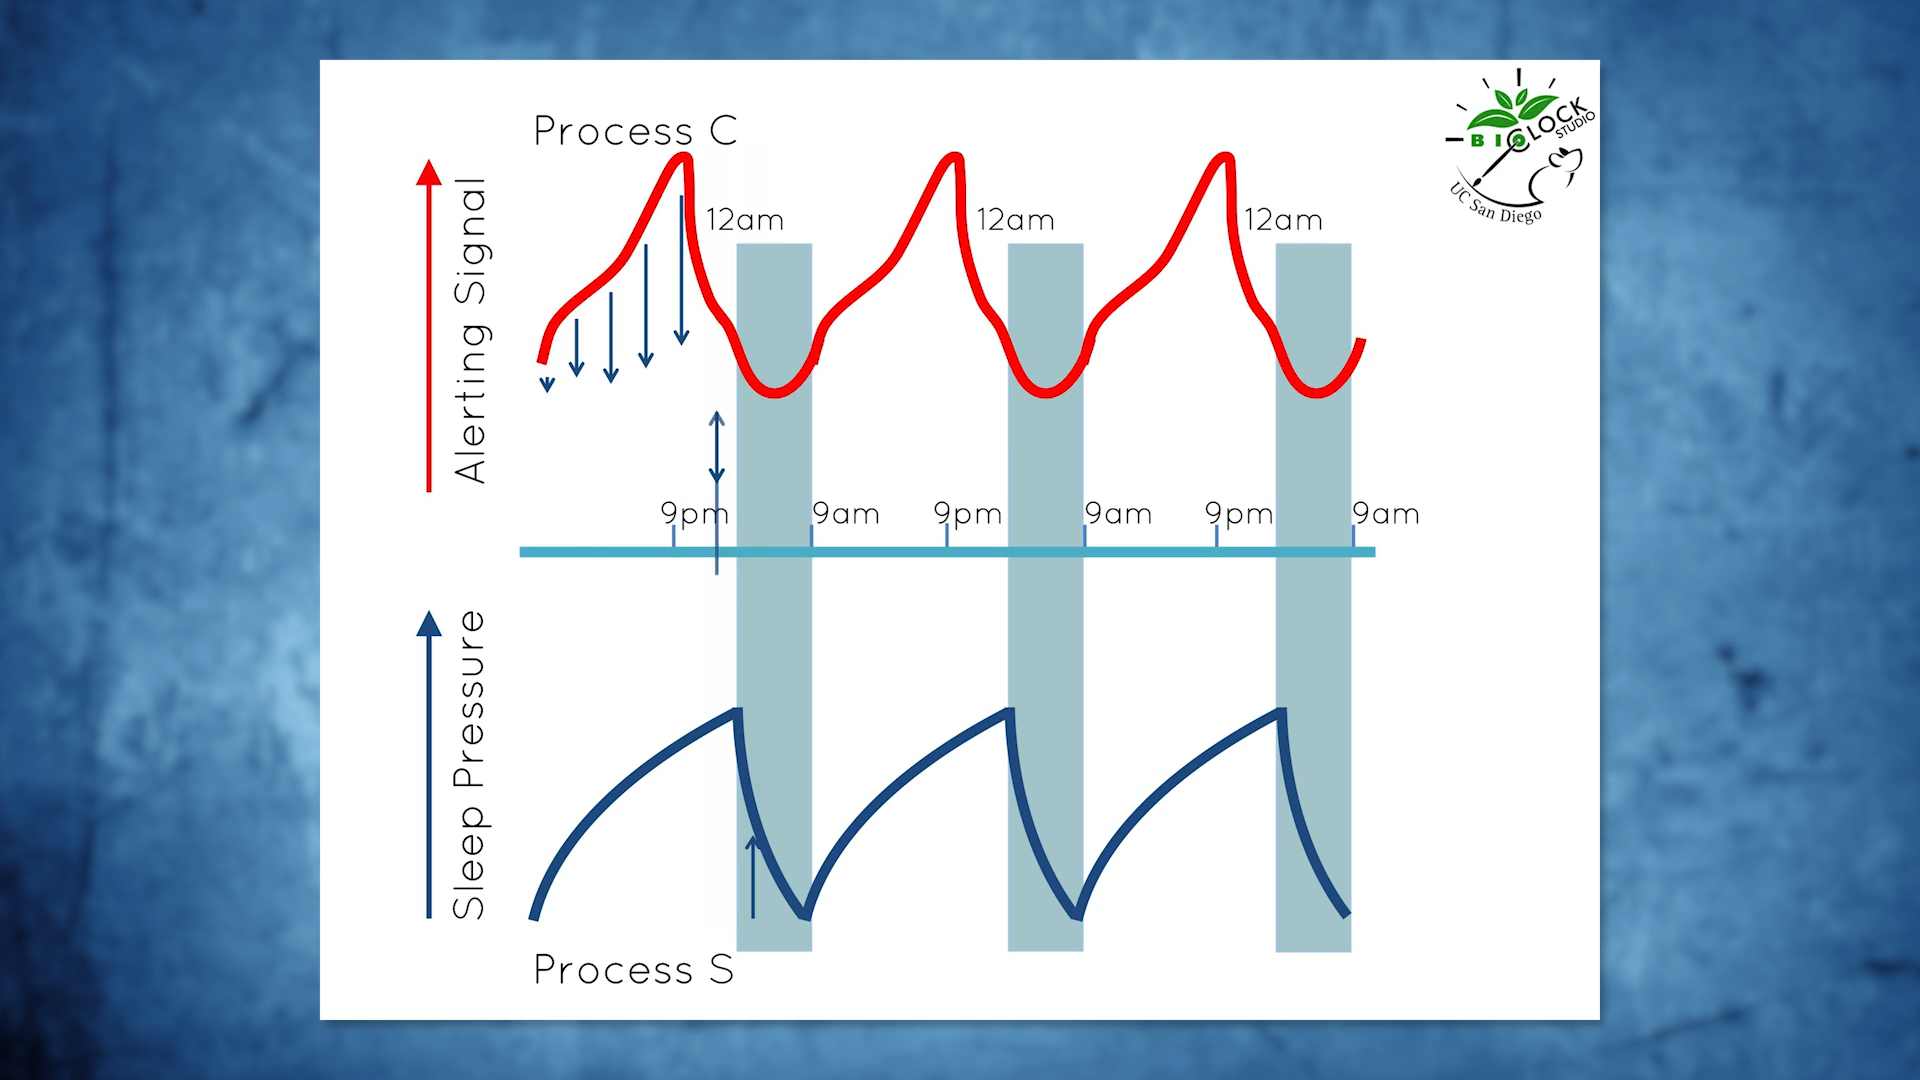 Process C
BIOCLOCK
STUDIO
UC San Diego
Alerting Signal
12am
12am
12am
9pm
9am
9pm
9am
9pm
9am
Sleep Pressure
Process S